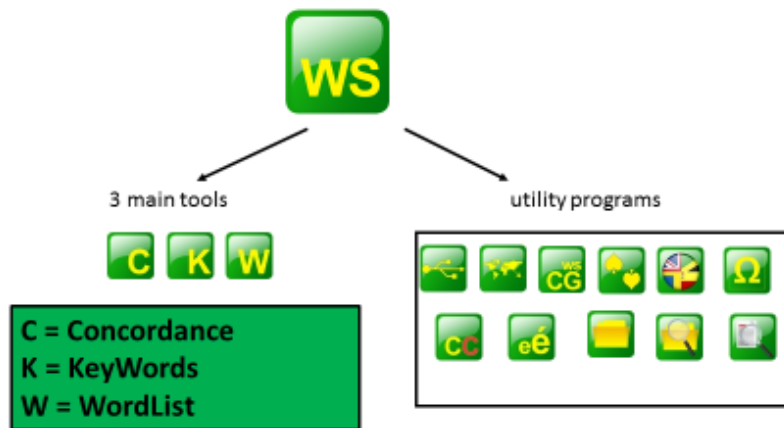 WS
3 main tools
utility programs
C K W
C = Concordance
K = KeyWords
W = WordList
WS
CG
Ω
CC
eé